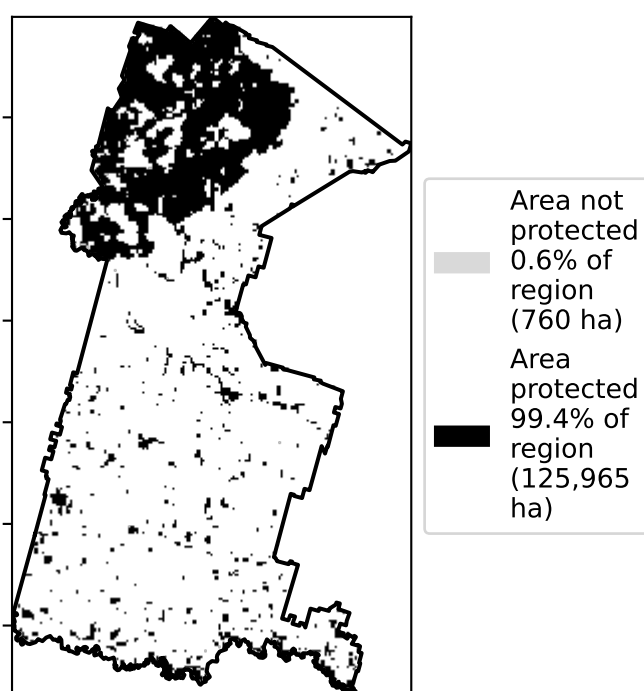 Area not
protected
0.6% of
region
(760 ha)
Area
protected
99.4% of
region
(125,965
ha)